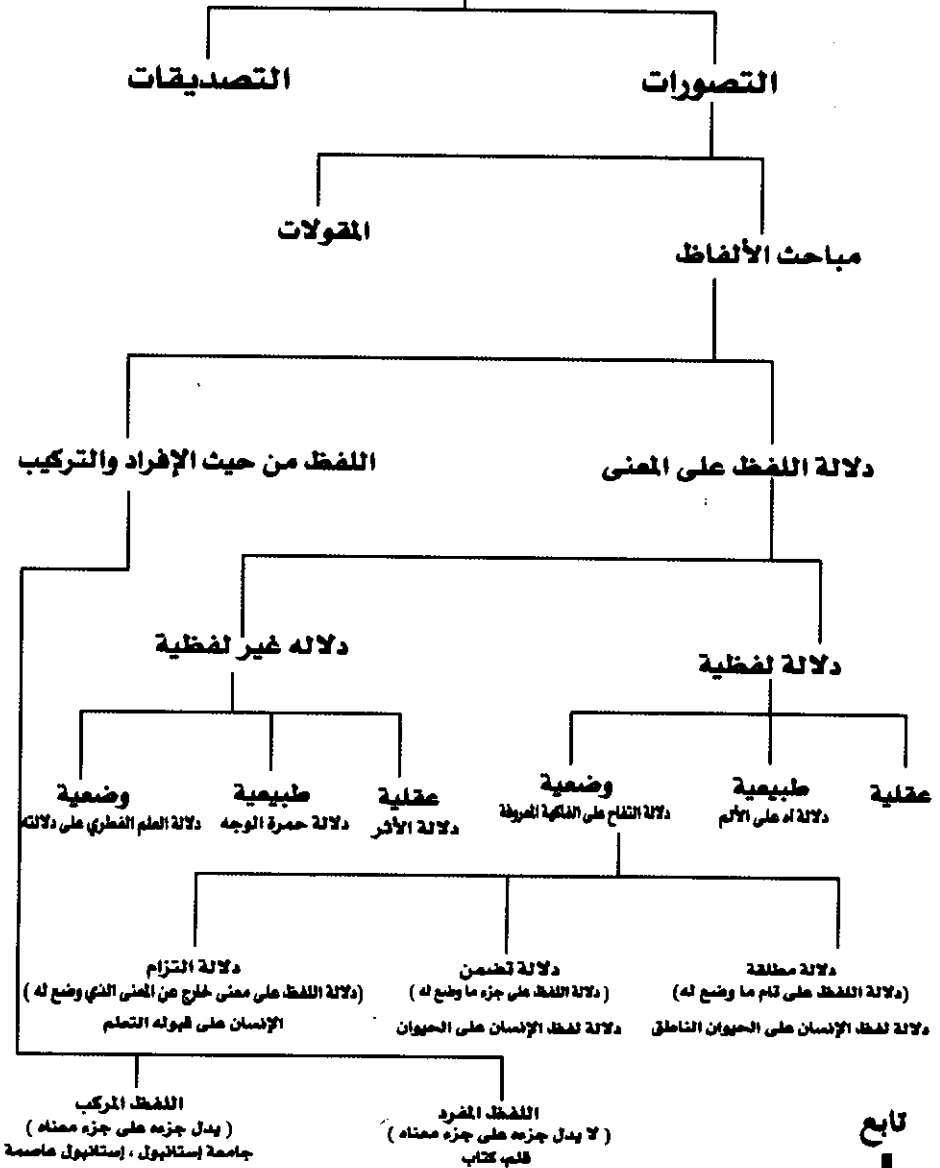 التصورات
التصديقات
المقولات
مباحث الألفاظ
دلالة اللفظ على المعنى
اللفظ من حيث الإفراد والتركيب
دلالة لفظية
دلاله غير لفظية
عقلية
طبيعية
دلالة أه على الألم
وضعية
دلالة التفاح على الفاكهة المعروفة
عقلية
دلالة الأثر
طبيعية
دلالة حمرة الوجه
وضعية
دلالة العلم القطري على دلالته
دلالة مطلقة
(دلالة اللفظ على تام ما وضع له)
دلالة لفظ الإنسان على الحيوان الناطق
دلالة تضمن
(دلالة اللفظ على جزء ما وضع له)
دلالة لفظ الإنسان على الحيوان
دلالة التزام
(دلالة اللفظ على معنى خارج عن المعنى الذي وضع له)
الإنسان على قبوله التعلم
اللفظ المفرد
(لا يدل جزءه على جزء معناه)
قلم، كتاب
اللفظ المركب
(يدل جزءه على جزء معناه)
جامعة إستانبول ، إستانبول عاصمة
تابع